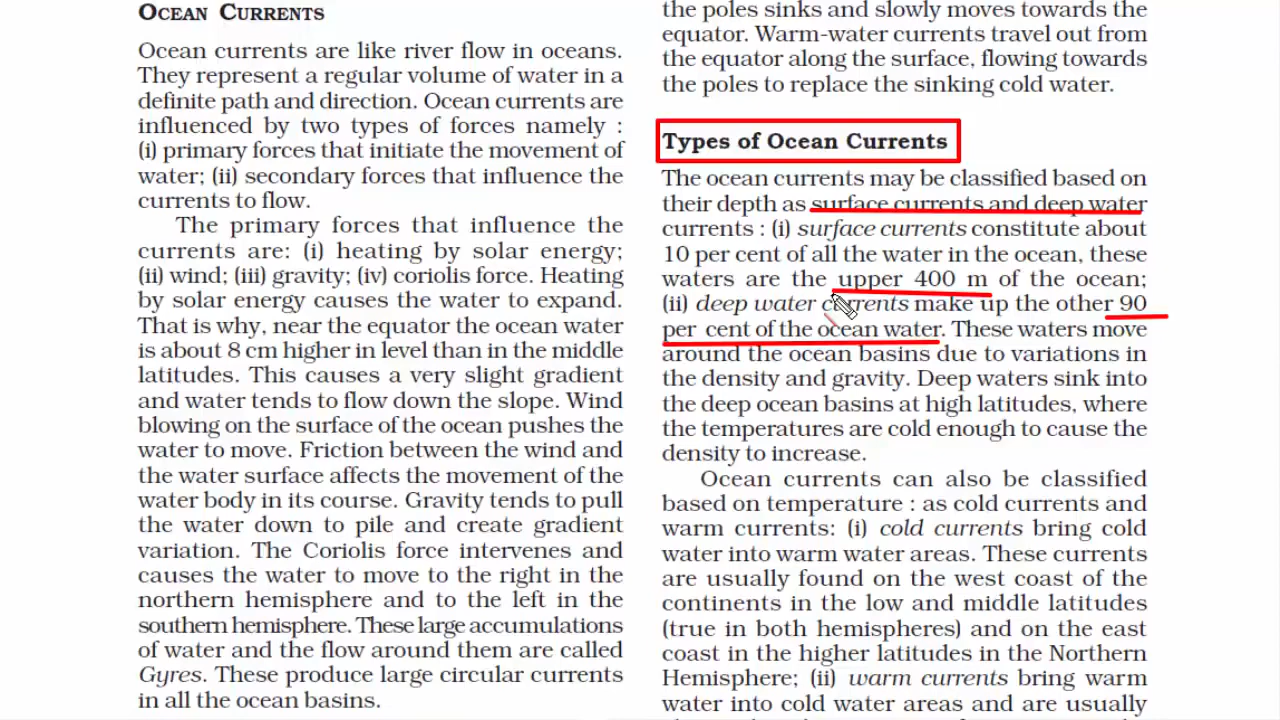 OCEAN CURRENTS
Ocean currents are like river flow in oceans.
They represent a regular volume of water in a
definite path and direction. Ocean currents are
influenced by two types of forces namely :
(i) primary forces that initiate the movement of
water; (ii) secondary forces that influence the
currents to flow.
The primary forces that influence the
currents are: (i) heating by solar energy;
(ii) wind; (iii) gravity; (iv) coriolis force. Heating
by solar energy causes the water to expand.
That is why, near the equator the ocean water
is about 8 cm higher in level than in the middle
latitudes. This causes a very slight gradient
and water tends to flow down the slope. Wind
blowing on the surface of the ocean pushes the
water to move. Friction between the wind and
the water surface affects the movement of the
water body in its course. Gravity tends to pull
the water down to pile and create gradient
variation. The Coriolis force intervenes and
causes the water to move to the right in the
northern hemisphere and to the left in the
southern hemisphere. These large accumulations
of water and the flow around them are called
Gyres. These produce large circular currents
in all the ocean basins.
the poles sinks and slowly moves towards the
equator. Warm-water currents travel out from
the equator along the surface, flowing towards
the poles to replace the sinking cold water.
Types of Ocean Currents
The ocean currents may be classified based on
their depth as surface currents and deep water
currents : (i) surface currents constitute about
10 per cent of all the water in the ocean, these
waters are the upper 400 m of the ocean;
(ii) deep water currents make up the other 90
per cent of the ocean water. These waters move
around the ocean basins due to variations in
the density and gravity. Deep waters sink into
the deep ocean basins at high latitudes, where
the temperatures are cold enough to cause the
density to increase.
Ocean currents can also be classified
based on temperature : as cold currents and
warm currents: (i) cold currents bring cold
water into warm water areas. These currents
are usually found on the west coast of the
continents in the low and middle latitudes
(true in both hemispheres) and on the east
coast in the higher latitudes in the Northern
Hemisphere; (ii) warm currents bring warm
water into cold water areas and are usually